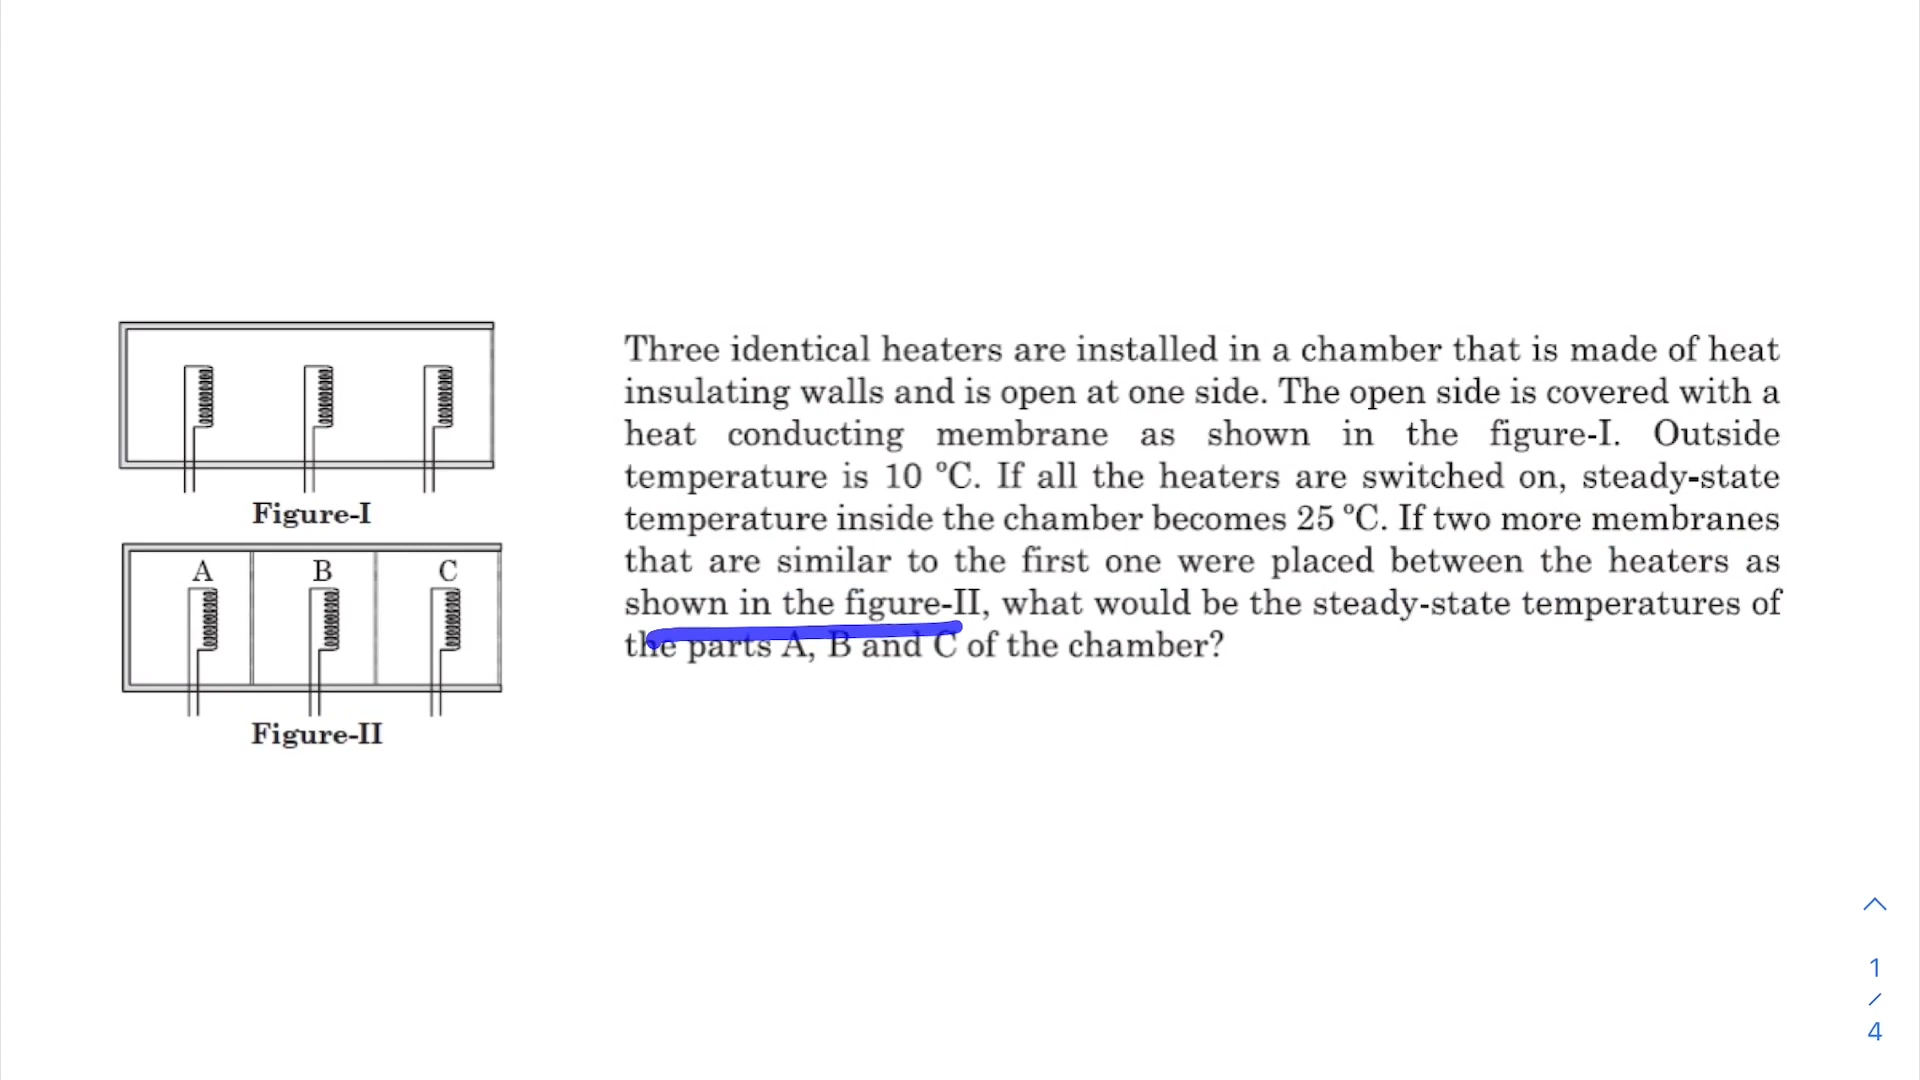 Three identical heaters are installed in a chamber that is made of heat
insulating walls and is open at one side. The open side is covered with a
heat conducting membrane as shown in the figure-I. Outside
temperature is 10 ºC. If all the heaters are switched on, steady-state
temperature inside the chamber becomes 25 ºC. If two more membranes
that are similar to the first one were placed between the heaters as
shown in the figure-II, what would be the steady-state temperatures of
the parts A, B and C of the chamber?
Figure-I
A B C
Figure-II
1
/
4